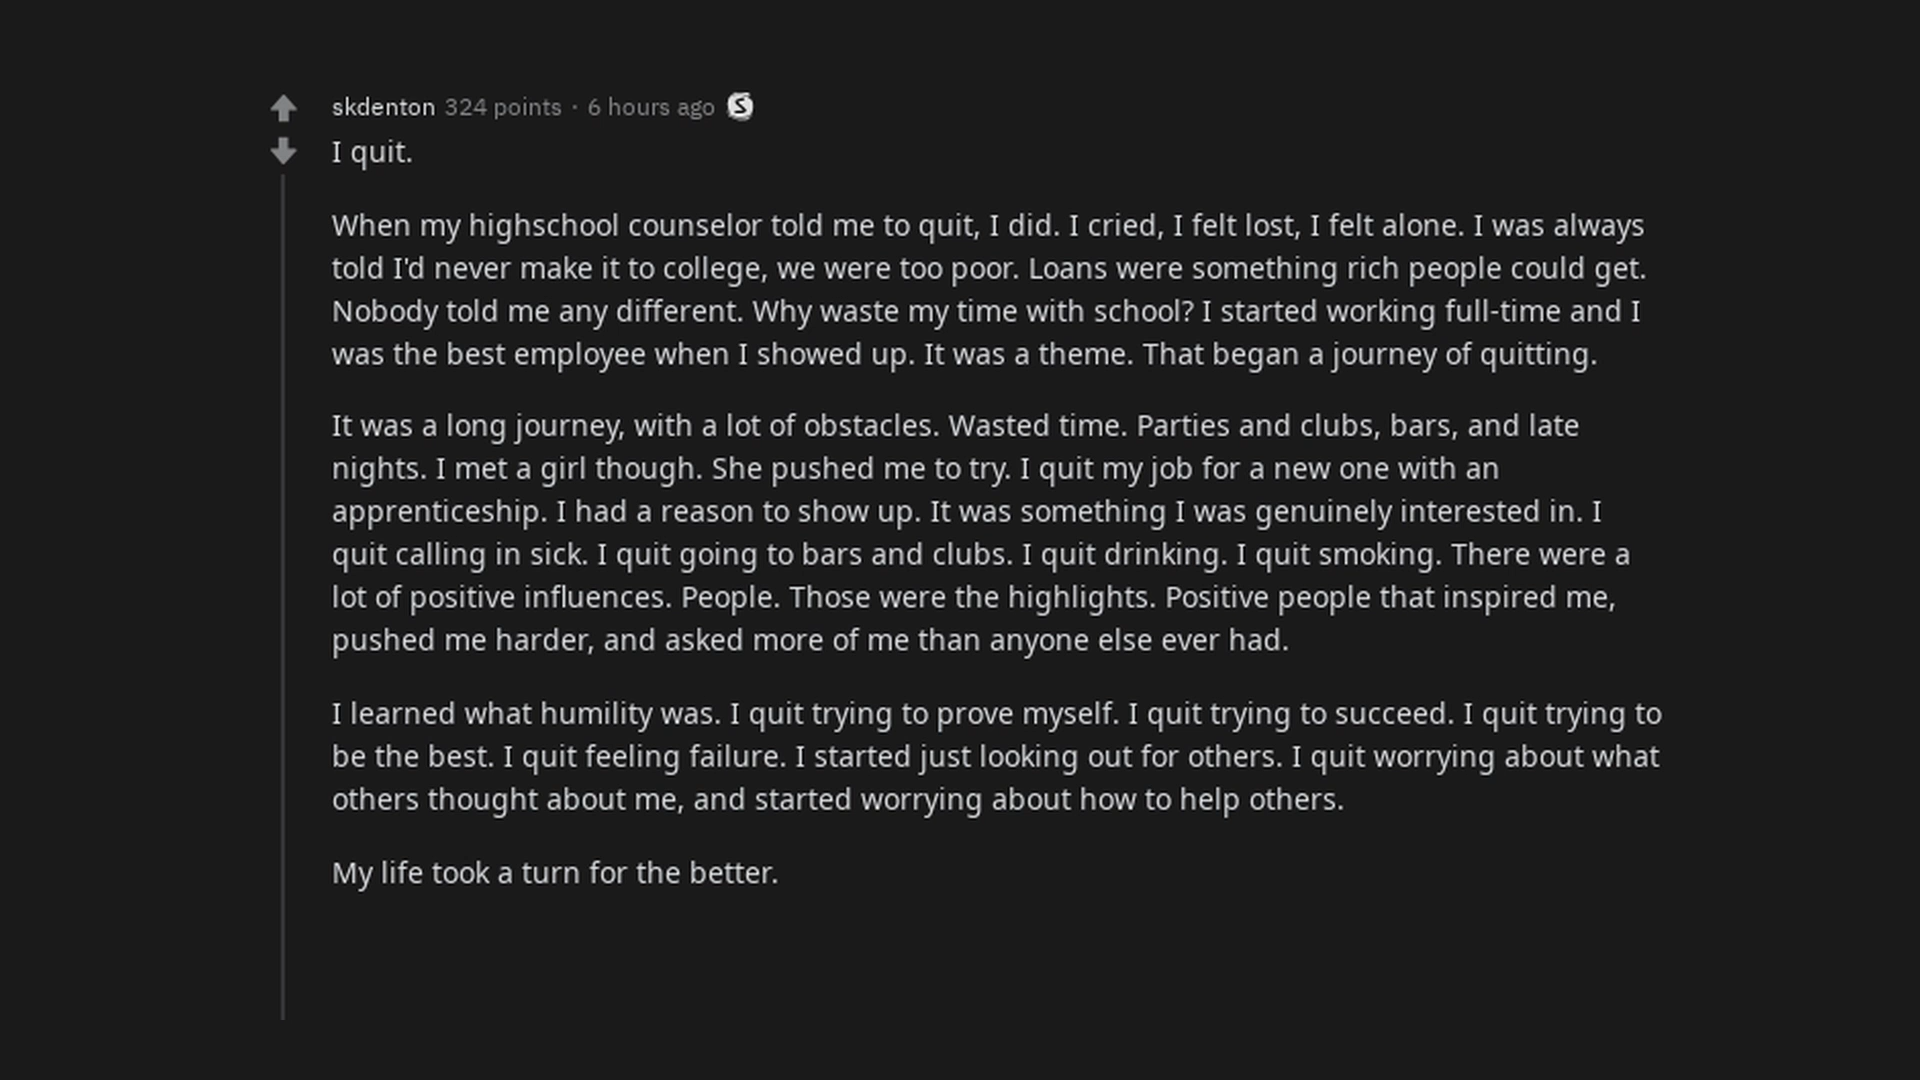 skdenton 324 points · 6 hours ago S
I quit.
When my highschool counselor told me to quit, I did. I cried, I felt lost, I felt alone. I was always
told I'd never make it to college, we were too poor. Loans were something rich people could get.
Nobody told me any different. Why waste my time with school? I started working full-time and I
was the best employee when I showed up. It was a theme. That began a journey of quitting.
It was a long journey, with a lot of obstacles. Wasted time. Parties and clubs, bars, and late
nights. I met a girl though. She pushed me to try. I quit my job for a new one with an
apprenticeship. I had a reason to show up. It was something I was genuinely interested in. I
quit calling in sick. I quit going to bars and clubs. I quit drinking. I quit smoking. There were a
lot of positive influences. People. Those were the highlights. Positive people that inspired me,
pushed me harder, and asked more of me than anyone else ever had.
I learned what humility was. I quit trying to prove myself. I quit trying to succeed. I quit trying to
be the best. I quit feeling failure. I started just looking out for others. I quit worrying about what
others thought about me, and started worrying about how to help others.
My life took a turn for the better.